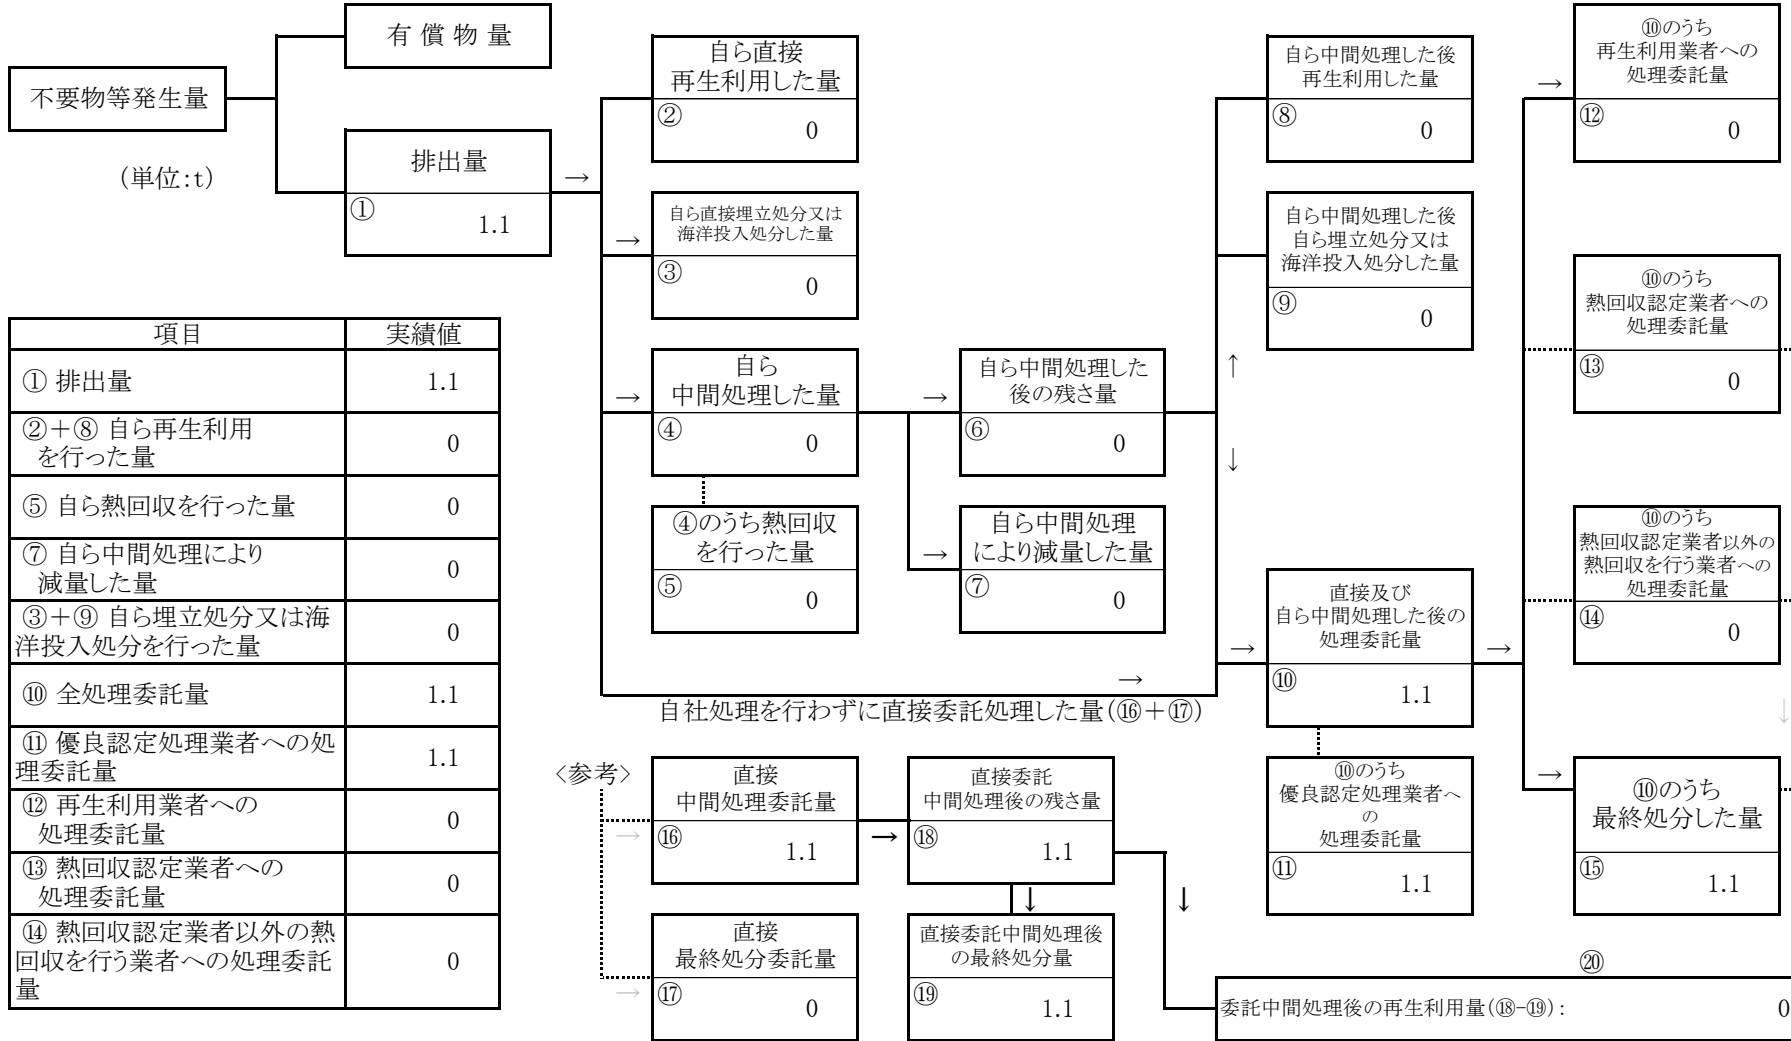 不要物等発生量
有 償 物 量
(単位:t)
排出量
① 1.1
→
自ら直接
再生利用した量
② 0
→
自ら直接埋立処分又は
海洋投入処分した量
③ 0
→
自ら
中間処理した量
④ 0
④のうち熱回収
を行った量
⑤ 0
→
自ら中間処理した
後の残さ量
⑥ 0
→
自ら中間処理
により減量した量
⑦ 0
↑
↓
自ら中間処理した後
再生利用した量
⑧ 0
自ら中間処理した後
自ら埋立処分又は
海洋投入処分した量
⑨ 0
→
自社処理を行わずに直接委託処理した量(⑯+⑰)
→
直接及び
自ら中間処理した後の
処理委託量
⑩ 1.1
→
⑩のうち
優良認定処理業者へ
の
処理委託量
⑪ 1.1
→
⑩のうち
再生利用業者への
処理委託量
⑫ 0
⑩のうち
熱回収認定業者への
処理委託量
⑬ 0
⑩のうち
熱回収認定業者以外の
熱回収を行う業者への
処理委託量
⑭ 0
↓
→
⑩のうち
最終処分した量
⑮ 1.1
項目 実績値
① 排出量 1.1
②+⑧ 自ら再生利用
を行った量 0
⑤ 自ら熱回収を行った量 0
⑦ 自ら中間処理により
減量した量 0
③+⑨ 自ら埋立処分又は海
洋投入処分を行った量 0
⑩ 全処理委託量 1.1
⑪ 優良認定処理業者への処
理委託量 1.1
⑫ 再生利用業者への
処理委託量 0
⑬ 熱回収認定業者への
処理委託量 0
⑭ 熱回収認定業者以外の熱
回収を行う業者への処理委託
量 0
<参考>
→
直接
中間処理委託量
⑯ 1.1
→
直接
最終処分委託量
⑰ 0
→
直接委託
中間処理後の残さ量
⑱ 1.1
↓
直接委託中間処理後
の最終処分量
⑲ 1.1
↓
⑳
委託中間処理後の再生利用量(⑱-⑲): 0